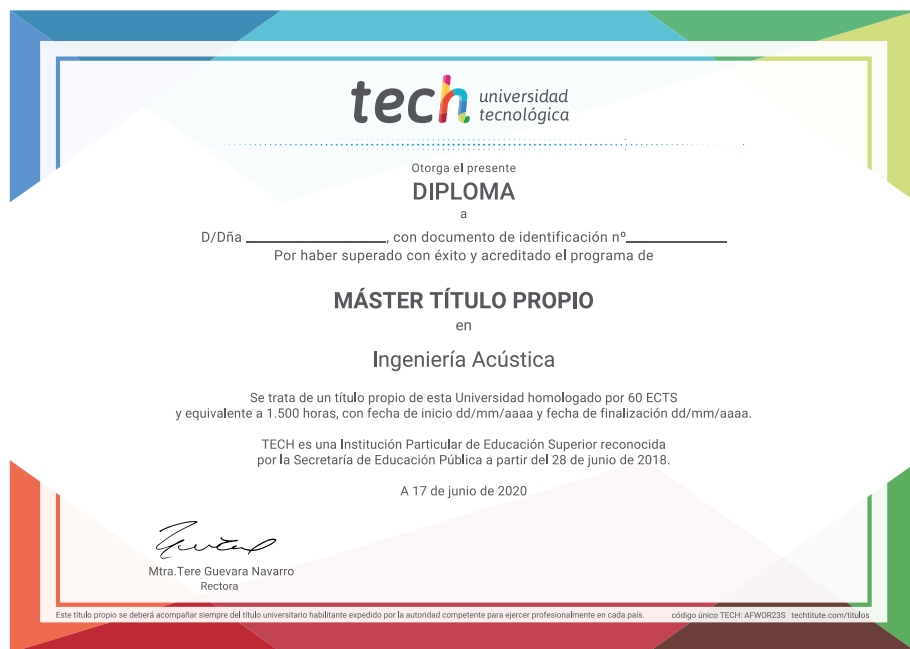 tech universidad
tecnológica
Otorga el presente
DIPLOMA
a
D/Dña ____________, con documento de identificación nº____________
Por haber superado con éxito y acreditado el programa de
MÁSTER TÍTULO PROPIO
en
Ingeniería Acústica
Se trata de un título propio de esta Universidad homologado por 60 ECTS
y equivalente a 1.500 horas, con fecha de inicio dd/mm/aaaa y fecha de finalización dd/mm/aaaa.
TECH es una Institución Particular de Educación Superior reconocida
por la Secretaría de Educación Pública a partir del 28 de junio de 2018.
A 17 de junio de 2020
Mtra.Tere Guevara Navarro
Rectora
Este título propio se deberá acompañar siempre del título universitario habilitante expedido por la autoridad competente para ejercer profesionalmente en cada país. código único TECH: AFWOR23S techtitute.com/titulos